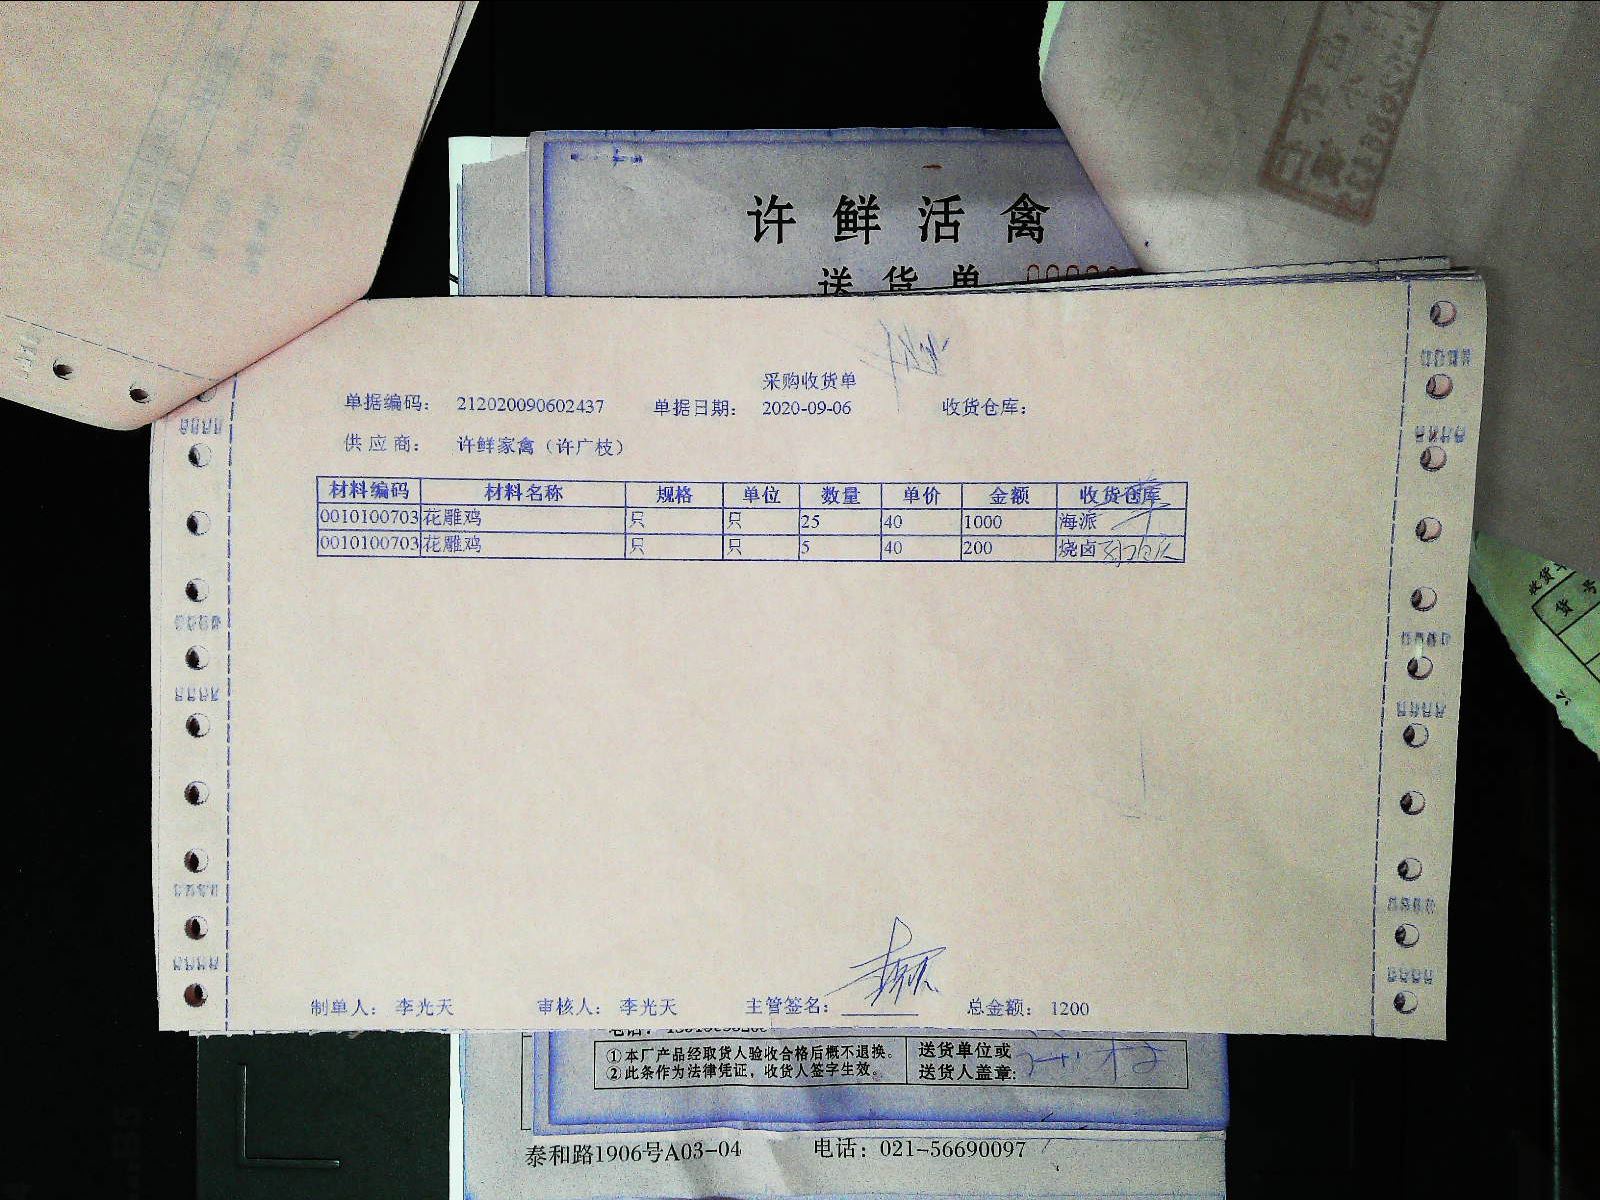 许鲜活禽
送货单
采购收货单
单据编码: 212020090602437 单据日期: 2020-09-06 收货仓库:
供应商: 许鲜家禽(许广枝)
材料编码 材料名称 规格 单位 数量 单价 金额 收货仓库
0010100703 花雕鸡 只 只 25 40 1000 海派
0010100703 花雕鸡 只 只 5 40 200 烧卤
制单人: 李光天 审核人: 李光天 主管签名: 总金额: 1200
①本厂产品经取货人验收合格后概不退换。 送货单位或
②此条作为法律凭证,收货人签字生效。 送货人盖章:
泰和路1906号A03-04 电话: 021-56690097
收货单
货号